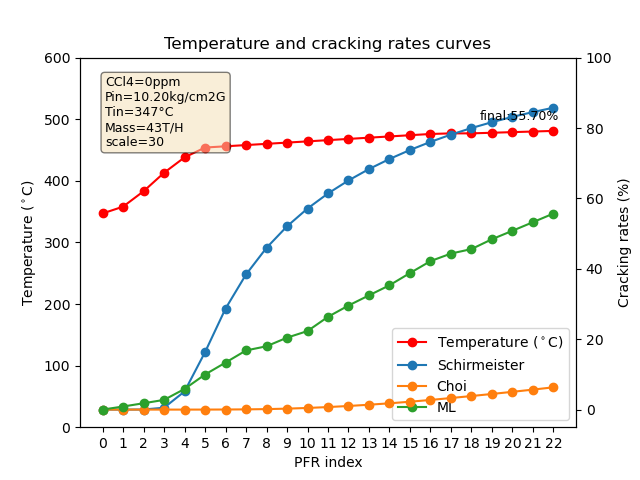 Temperature and cracking rates curves
CCl4=0ppm
Pin=10.20kg/cm2G
Tin=347°C
Mass=43T/H
scale=30
final:55.70%
600
500
400
300
200
100
0
Temperature (°C)
100
80
60
40
20
0
Cracking rates (%)
Temperature (°C)
Schirmeister
Choi
ML
0 1 2 3 4 5 6 7 8 9 10 11 12 13 14 15 16 17 18 19 20 21 22
PFR index